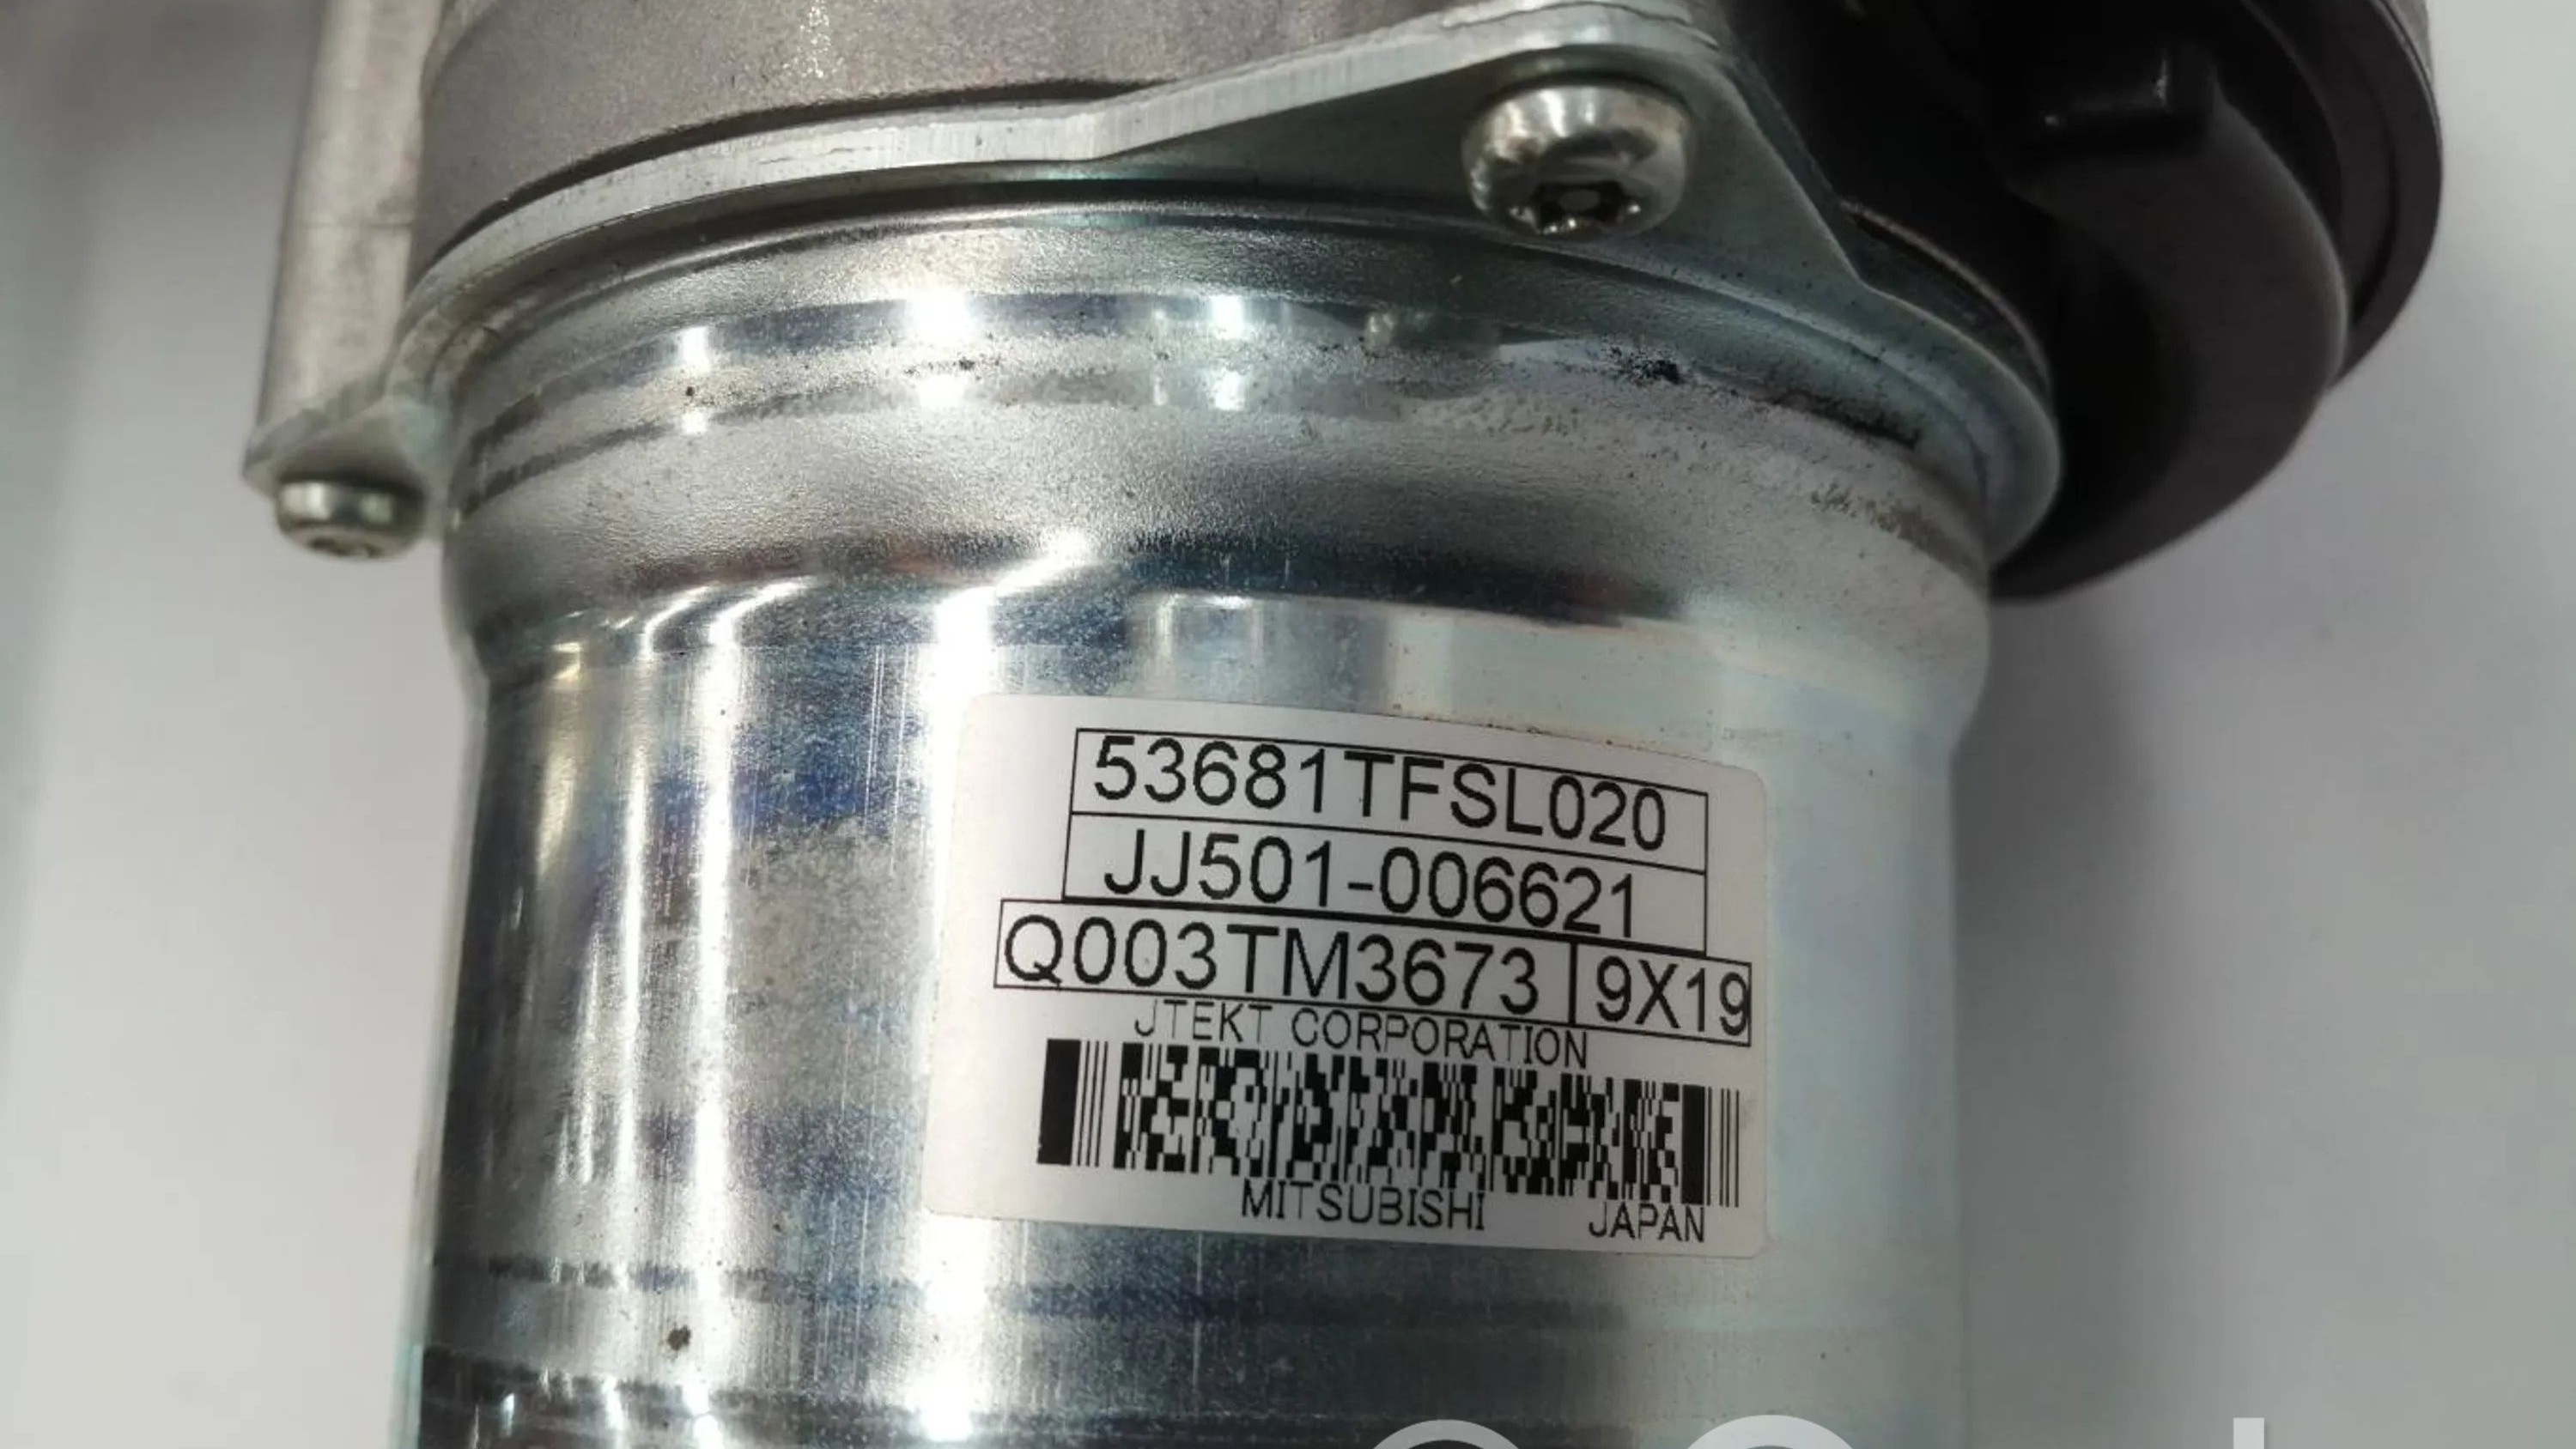 53681TFSL020
JJ501-006621
Q003TM3673 9X19
JTEKT CORPORATION
MITSUBISHI JAPAN